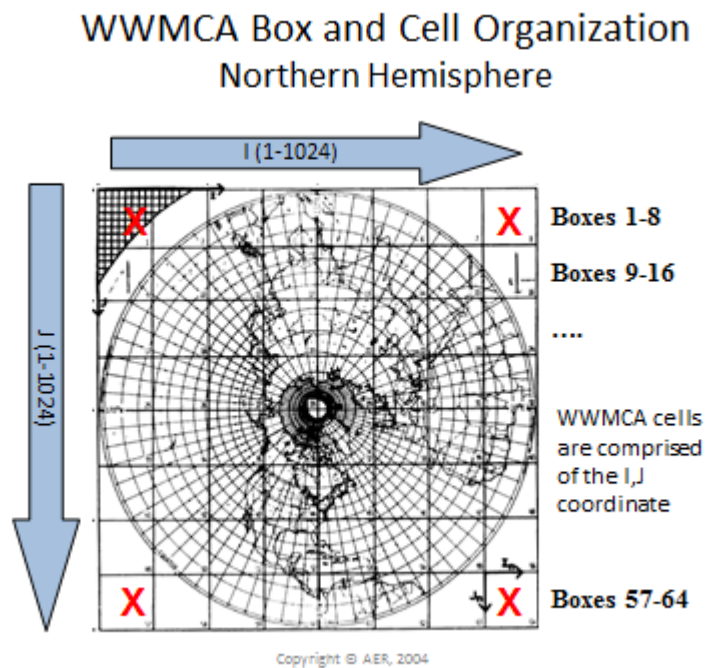 WWMCA Box and Cell Organization
Northern Hemisphere
I (1-1024)
J (1-1024)
X
X
Boxes 1-8
Boxes 9-16
....
WWMCA cells
are comprised
of the I,J
coordinate
X
X
Boxes 57-64
Copyright © AER, 2004